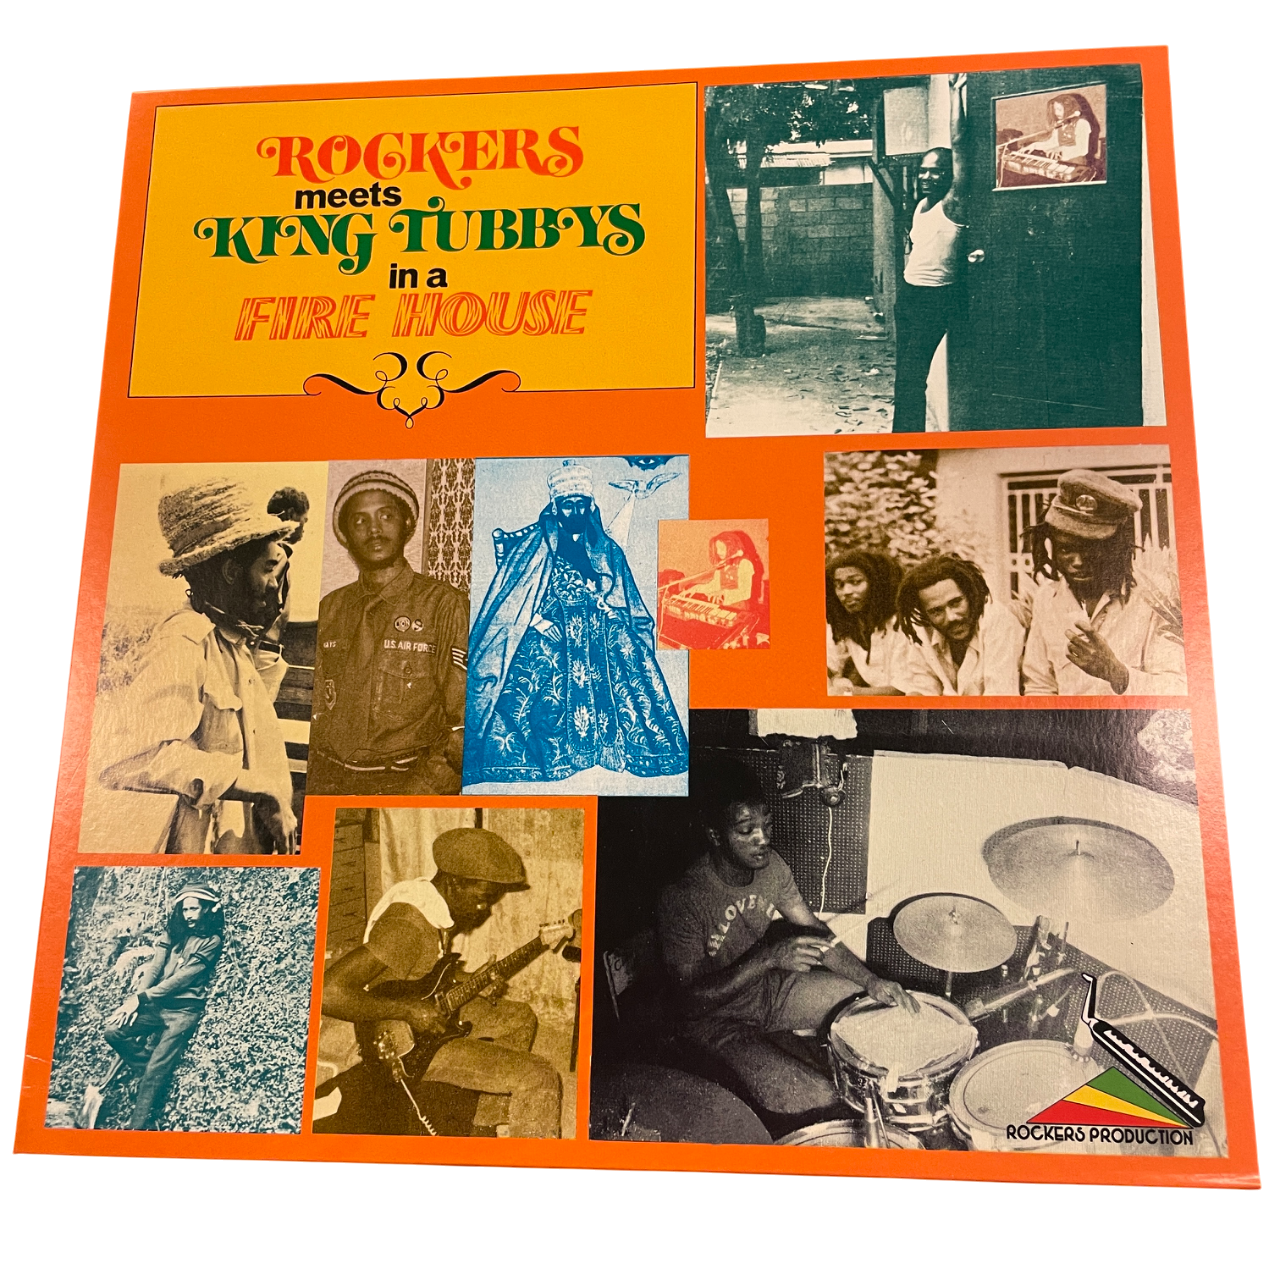 ROCKERS
meets
KING TUBBYS
in a
FIRE HOUSE
U.S. AIR FORCE
ROCKERS PRODUCTION